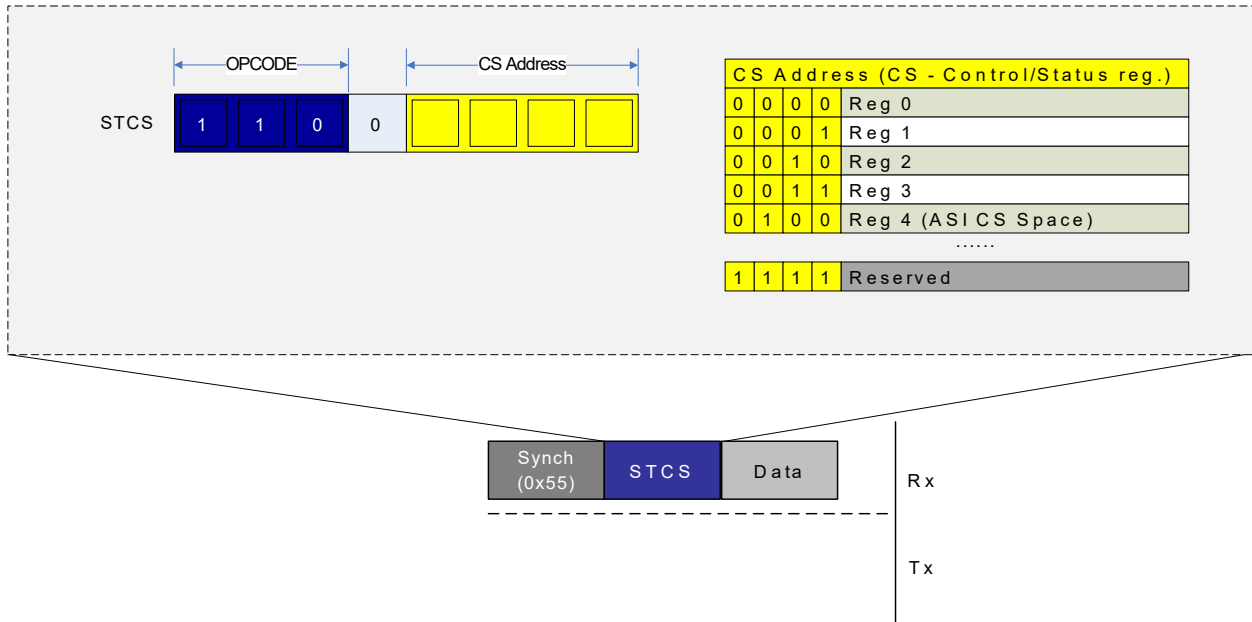 OPCODE CS Address
STCS 1 1 0 0
CS Address (CS - Control/Status reg.)
0 0 0 0 Reg 0
0 0 0 1 Reg 1
0 0 1 0 Reg 2
0 0 1 1 Reg 3
0 1 0 0 Reg 4 (ASI CS Space)
......
1 1 1 1 Reserved
Synch
(0x55)
STCS
Data
Rx
Tx